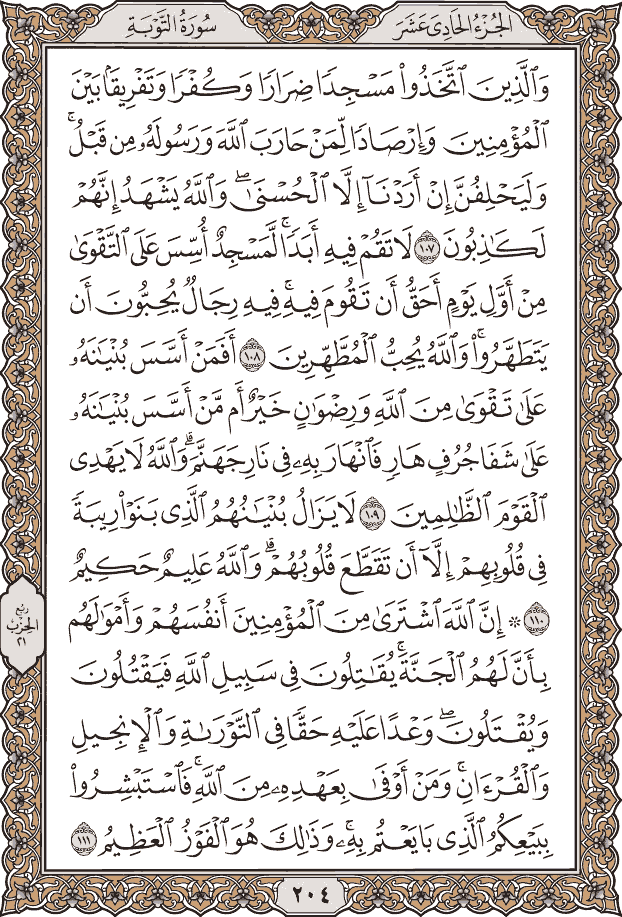 الجُزْءُ الحَادِى عَشَرَ
سُورَةُ التَّوْبَةِ
وَٱلَّذِينَ ٱتَّخَذُوا۟ مَسْجِدًا ضِرَارًا وَكُفْرًا وَتَفْرِيقًۢا بَيْنَ
ٱلْمُؤْمِنِينَ وَإِرْصَادًا لِّمَنْ حَارَبَ ٱللَّهَ وَرَسُولَهُۥ مِن قَبْلُ ۚ
وَلَيَحْلِفُنَّ إِنْ أَرَدْنَآ إِلَّا ٱلْحُسْنَىٰ ۖ وَٱللَّهُ يَشْهَدُ إِنَّهُمْ
لَكَـٰذِبُونَ ١٠٧ لَا تَقُمْ فِيهِ أَبَدًا ۚ لَّمَسْجِدٌ أُسِّسَ عَلَى ٱلتَّقْوَىٰ
مِنْ أَوَّلِ يَوْمٍ أَحَقُّ أَن تَقُومَ فِيهِ ۚ فِيهِ رِجَالٌ يُحِبُّونَ أَن
يَتَطَهَّرُوا۟ ۚ وَٱللَّهُ يُحِبُّ ٱلْمُطَّهِّرِينَ ١٠٨ أَفَمَنْ أَسَّسَ بُنْيَـٰنَهُۥ
عَلَىٰ تَقْوَىٰ مِنَ ٱللَّهِ وَرِضْوَٰنٍ خَيْرٌ أَم مَّنْ أَسَّسَ بُنْيَـٰنَهُۥ
عَلَىٰ شَفَا جُرُفٍ هَارٍ فَٱنْهَارَ بِهِۦ فِى نَارِ جَهَنَّمَ ۗ وَٱللَّهُ لَا يَهْدِى
ٱلْقَوْمَ ٱلظَّـٰلِمِينَ ١٠٩ لَا يَزَالُ بُنْيَـٰنُهُمُ ٱلَّذِى بَنَوْا۟ رِيبَةً
فِى قُلُوبِهِمْ إِلَّآ أَن تَقَطَّعَ قُلُوبُهُمْ ۗ وَٱللَّهُ عَلِيمٌ حَكِيمٌ
١١٠ ۞ إِنَّ ٱللَّهَ ٱشْتَرَىٰ مِنَ ٱلْمُؤْمِنِينَ أَنفُسَهُمْ وَأَمْوَٰلَهُم
بِأَنَّ لَهُمُ ٱلْجَنَّةَ ۚ يُقَـٰتِلُونَ فِى سَبِيلِ ٱللَّهِ فَيَقْتُلُونَ
وَيُقْتَلُونَ ۖ وَعْدًا عَلَيْهِ حَقًّا فِى ٱلتَّوْرَىٰةِ وَٱلْإِنجِيلِ
وَٱلْقُرْءَانِ ۚ وَمَنْ أَوْفَىٰ بِعَهْدِهِۦ مِنَ ٱللَّهِ ۚ فَٱسْتَبْشِرُوا۟
بِبَيْعِكُمُ ٱلَّذِى بَايَعْتُم بِهِۦ ۚ وَذَٰلِكَ هُوَ ٱلْفَوْزُ ٱلْعَظِيمُ ١١١
رُبع
الحِزْب
٢١
٢٠٤